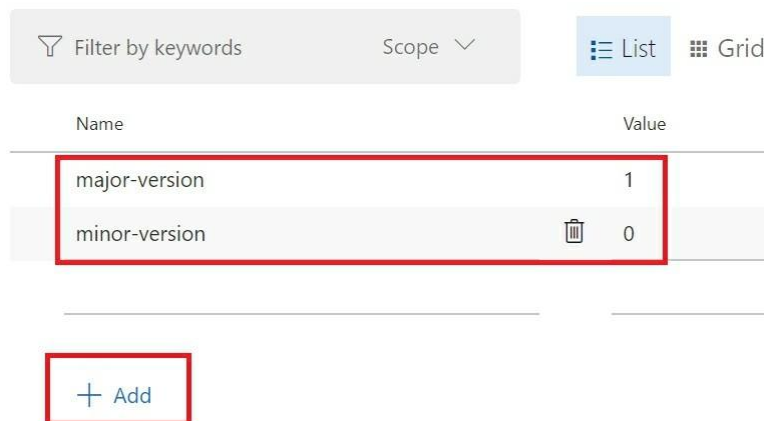 Filter by keywords Scope List Grid
Name Value
major-version 1
minor-version 0
+ Add